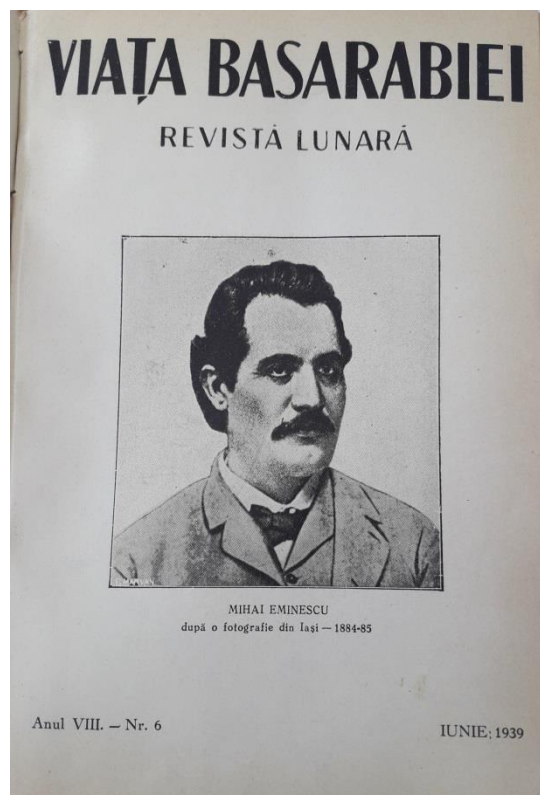 VIAȚA BASARABIEI
REVISTĂ LUNARĂ
MIHAI EMINESCU
după o fotografie din Iași — 1884-85
Anul VIII. — Nr. 6
IUNIE; 1939